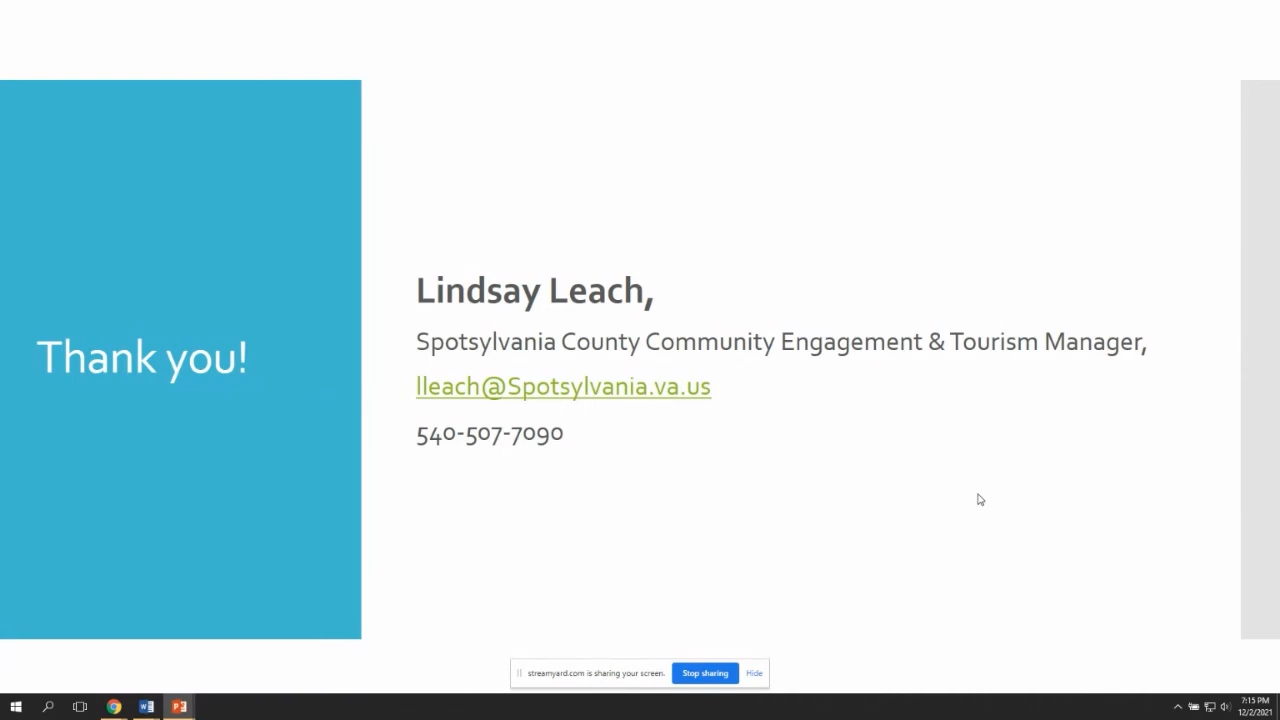 Thank you!
Lindsay Leach,
Spotsylvania County Community Engagement & Tourism Manager,
lleach@Spotsylvania.va.us
540-507-7090
streamyard.com is sharing your screen.
Stop sharing
Hide
7:15 PM
12/2/2021